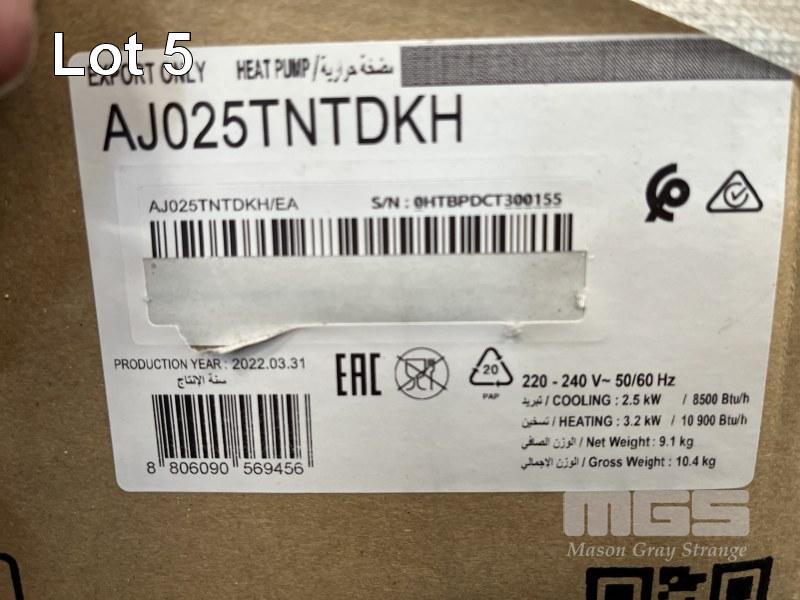 Lot 5
EXPORT ONLY HEAT PUMP/مضخة حرارية
AJ025TNTDKH
AJ025TNTDKH/EA S/N : 0HTBPDCT300155
PRODUCTION YEAR : 2022.03.31
سنة الإنتاج
EAC
20
PAP
220 - 240 V~ 50/60 Hz
تبريد / COOLING : 2.5 kW / 8500 Btu/h
تسخين / HEATING : 3.2 kW / 10 900 Btu/h
الوزن الصافي / Net Weight : 9.1 kg
الوزن الاجمالي / Gross Weight : 10.4 kg
8 806090 569456
MGS
Mason Gray Strange